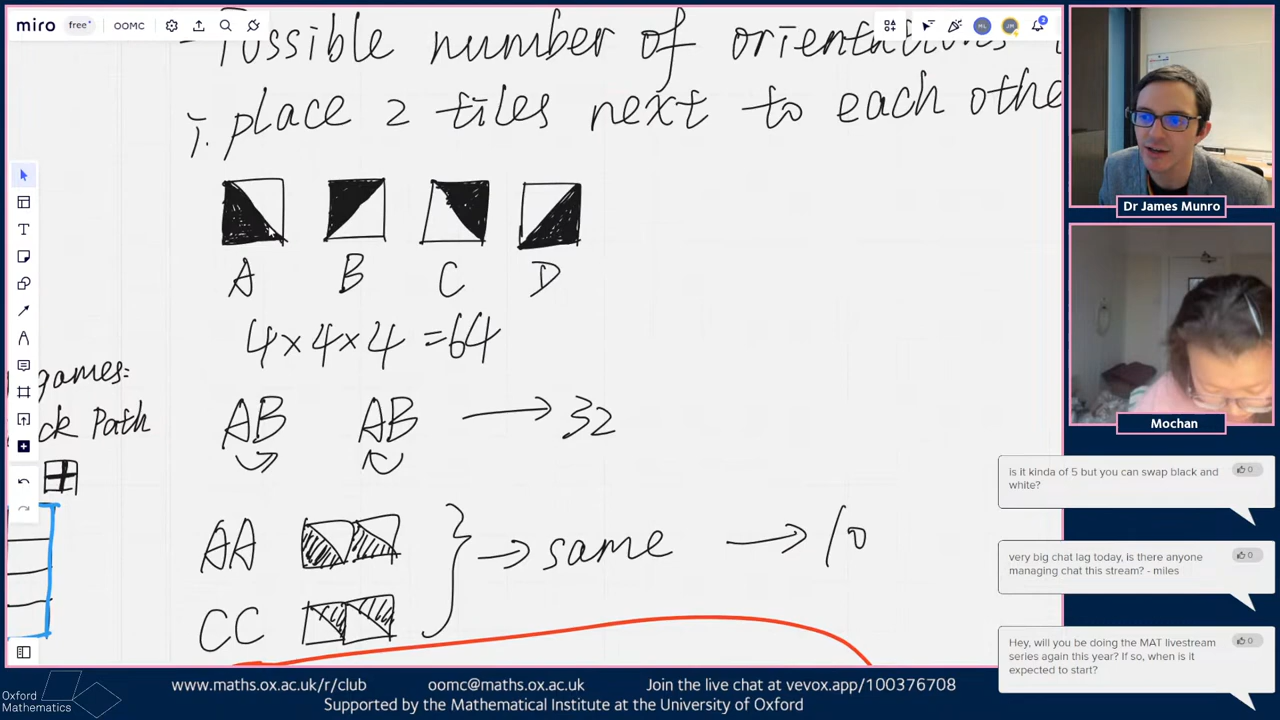 miro free OOMC
- Possible number of orientations
i. place 2 tiles next to each othe
A B C D
4×4×4 =64
games:
ck Path
AB AB → 32
AA
} → same → 10
CC
Dr James Munro
Mochan
is it kinda of 5 but you can swap black and
white?
0
very big chat lag today, is there anyone
managing chat this stream? - miles
0
Hey, will you be doing the MAT livestream
series again this year? If so, when is it
expected to start?
0
Oxford
Mathematics
www.maths.ox.ac.uk/r/club oomc@maths.ox.ac.uk Join the live chat at vevox.app/100376708
Supported by the Mathematical Institute at the University of Oxford